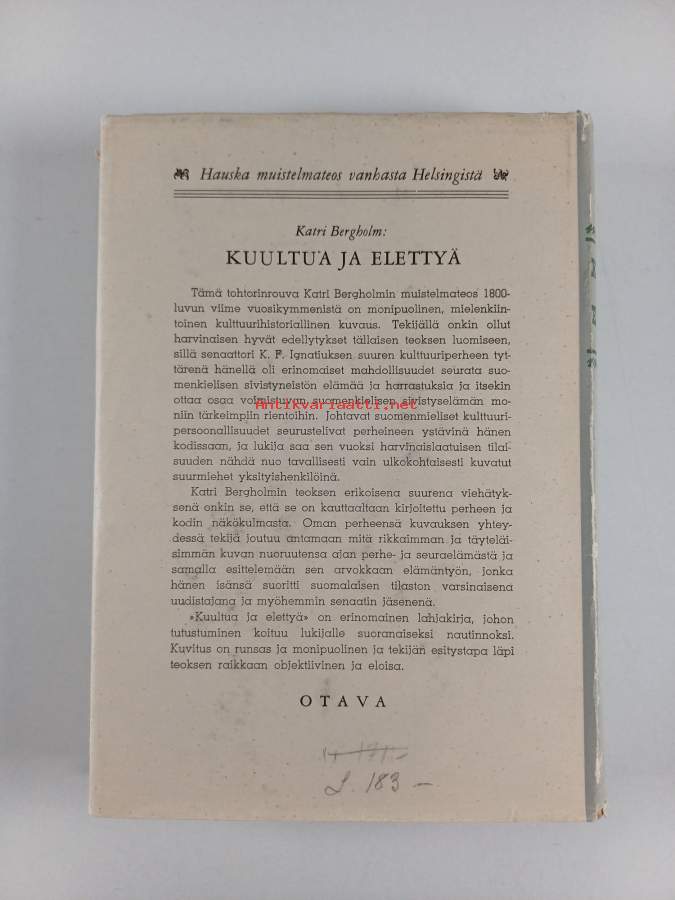 Hauska muistelmateos vanhasta Helsingistä
Katri Bergholm:
KUULTUA JA ELETTYÄ
Tämä tohtorinrouva Katri Bergholmin muistelmateos 1800-
luvun viime vuosikymmenistä on monipuolinen, mielenkiin-
toinen kulttuurihistoriallinen kuvaus. Tekijällä onkin ollut
harvinaisen hyvät edellytykset tällaisen teoksen luomiseen,
sillä senaattori K. F. Ignatiuksen suuren kulttuuriperheen tyt-
tärenä hänellä oli erinomaiset mahdollisuudet seurata suo-
menkielisen sivistyneistön elämää ja harrastuksia ja itsekin
ottaa osaa voimistuvan suomenkielisen sivistyselämän mo-
Antikvariaatti.net
niin tärkeimpiin rientoihin. Johtavat suomenmieliset kulttuuri-
persoonallisuudet seurustelivat perheineen ystävinä hänen
kodissaan, ja lukija saa sen vuoksi harvinaislaatuisen tilai-
suuden nähdä nuo tavallisesti vain ulkokohtaisesti kuvatut
suurmiehet yksityishenkilöinä.
Katri Bergholmin teoksen erikoisena suurena viehätyk-
senä onkin se, että se on kauttaaltaan kirjoitettu perheen ja
kodin näkökulmasta. Oman perheensä kuvauksen yhtey-
dessä tekijä joutuu antamaan mitä rikkaimman ja täyteläi-
simmän kuvan nuoruutensa ajan perhe- ja seuraelämästä ja
samalla esittelemään sen arvokkaan elämäntyön, jonka
hänen isänsä suoritti suomalaisen tilaston varsinaisena
uudistajana ja myöhemmin senaatin jäsenenä.
»Kuultua ja elettyä» on erinomainen lahjakirja, johon
tutustuminen koituu lukijalle suoranaiseksi nautinnoksi.
Kuvitus on runsas ja monipuolinen ja tekijän esitystapa läpi
teoksen raikkaan objektiivinen ja eloisa.
OTAVA
183 –